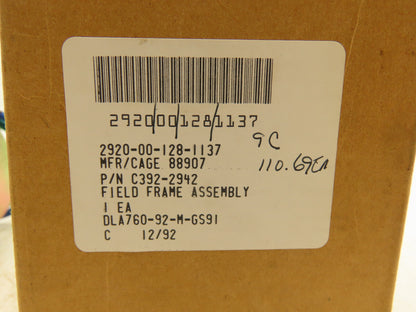 2920001281137
9C
2920-00-128-1137
MFR/CAGE 88907
110.69EA
P/N C392-2942
FIELD FRAME ASSEMBLY
1 EA
DLA760-92-M-GS91
C 12/92